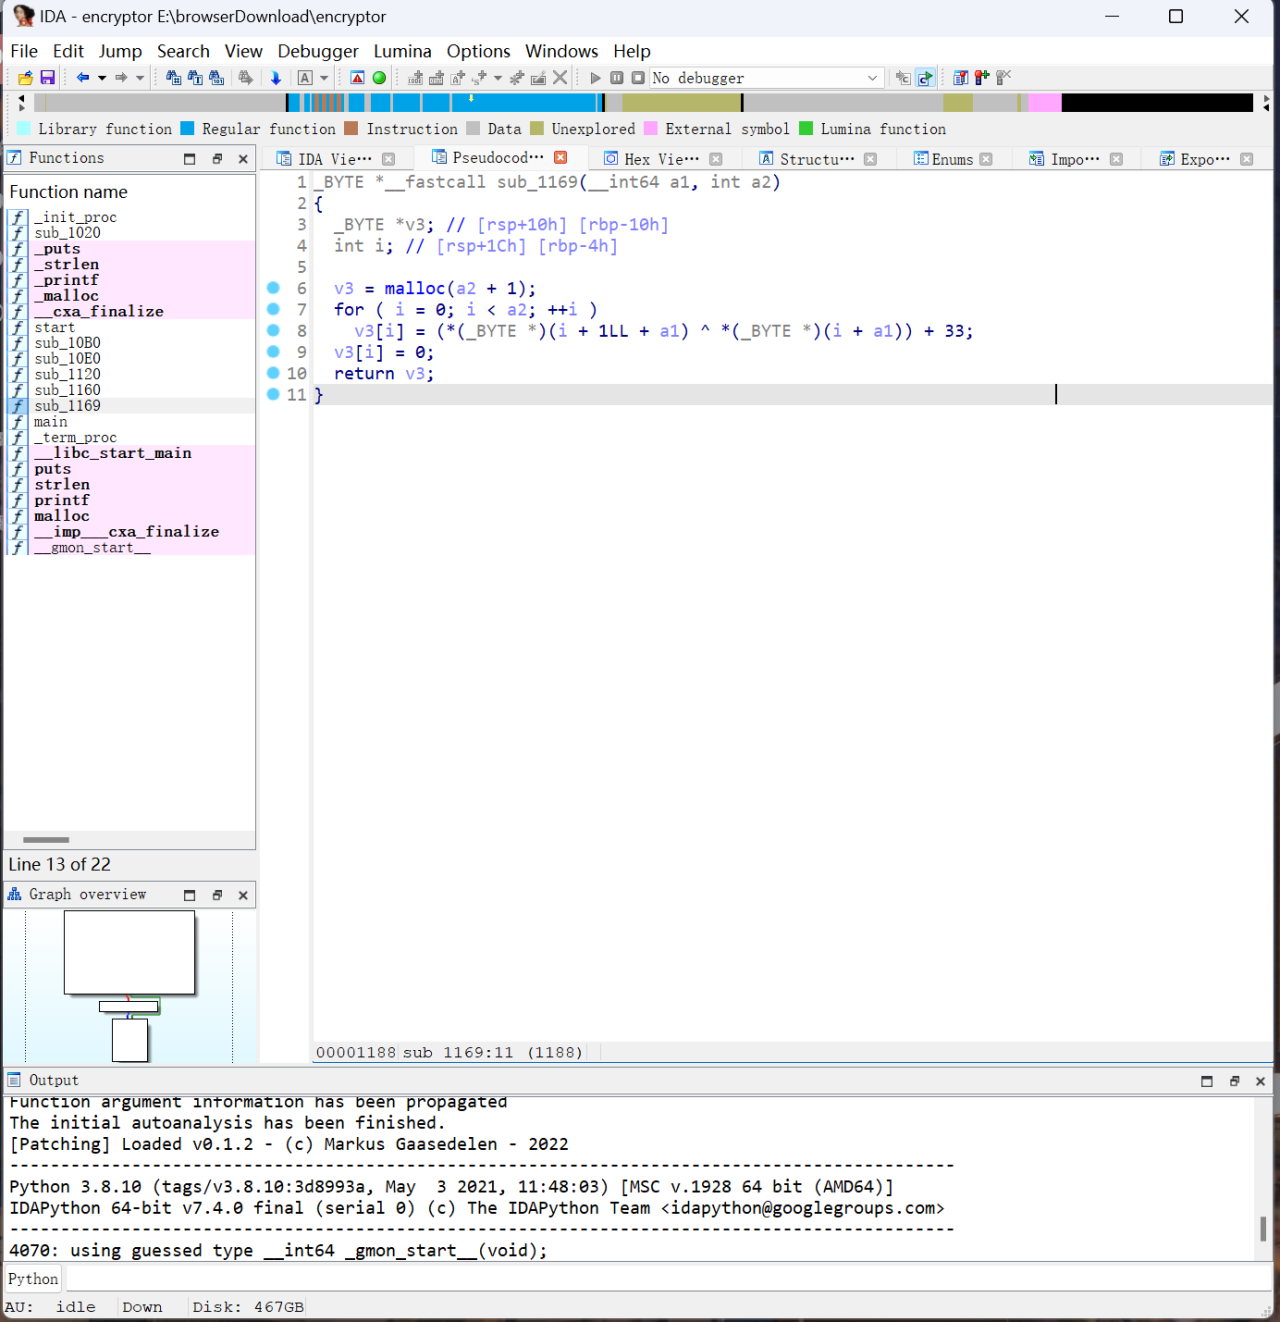 IDA - encryptor E:\browserDownload\encryptor
File Edit Jump Search View Debugger Lumina Options Windows Help
No debugger
Library function Regular function Instruction Data Unexplored External symbol Lumina function
Functions
Function name
_init_proc
sub_1020
_puts
_strlen
_printf
_malloc
__cxa_finalize
start
sub_10B0
sub_10E0
sub_1120
sub_1160
sub_1169
main
_term_proc
__libc_start_main
puts
strlen
printf
malloc
__imp___cxa_finalize
__gmon_start__
Line 13 of 22
Graph overview
IDA Vie··· Pseudocod··· Hex Vie··· Structu··· Enums Impo··· Expo···
1 _BYTE *__fastcall sub_1169(__int64 a1, int a2)
2 {
3 _BYTE *v3; // [rsp+10h] [rbp-10h]
4 int i; // [rsp+1Ch] [rbp-4h]
5
6 v3 = malloc(a2 + 1);
7 for ( i = 0; i < a2; ++i )
8 v3[i] = (*(_BYTE *)(i + 1LL + a1) ^ *(_BYTE *)(i + a1)) + 33;
9 v3[i] = 0;
10 return v3;
11 }
00001188 sub_1169:11 (1188)
Output
Function argument information has been propagated
The initial autoanalysis has been finished.
[Patching] Loaded v0.1.2 - (c) Markus Gaasedelen - 2022
---------------------------------------------------------------------------------------------
Python 3.8.10 (tags/v3.8.10:3d8993a, May  3 2021, 11:48:03) [MSC v.1928 64 bit (AMD64)]
IDAPython 64-bit v7.4.0 final (serial 0) (c) The IDAPython Team <idapython@googlegroups.com>
---------------------------------------------------------------------------------------------
4070: using guessed type __int64 _gmon_start__(void);
Python
AU: idle Down Disk: 467GB